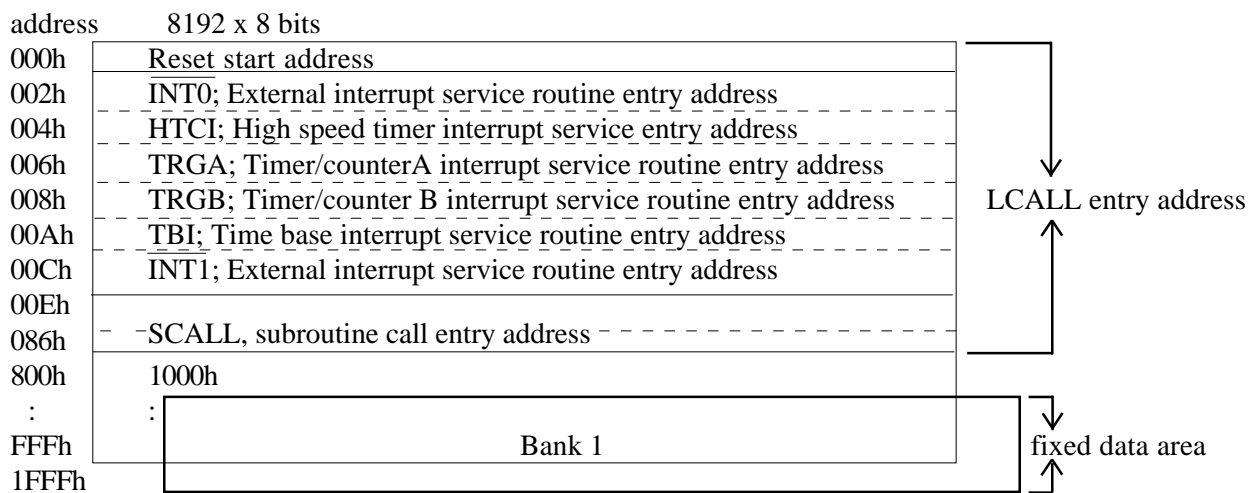 address 8192 x 8 bits
000h Reset start address
002h INT0; External interrupt service routine entry address
004h HTCI; High speed timer interrupt service entry address
006h TRGA; Timer/counterA interrupt service routine entry address
008h TRGB; Timer/counter B interrupt service routine entry address LCALL entry address
00Ah TBI; Time base interrupt service routine entry address
00Ch INT1; External interrupt service routine entry address
00Eh
086h SCALL, subroutine call entry address
800h 1000h
: :
FFFh Bank 1 fixed data area
1FFFh